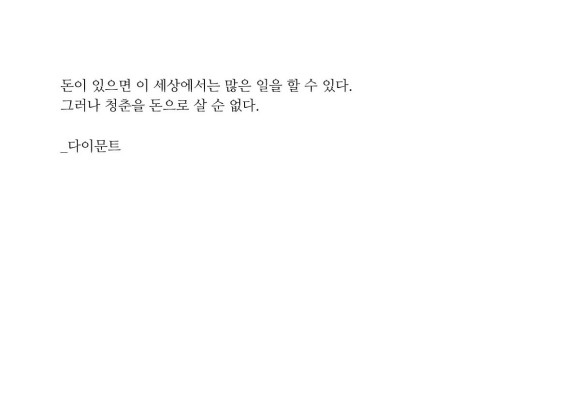 돈이 있으면 이 세상에서는 많은 일을 할 수 있다.
그러나 청춘을 돈으로 살 순 없다.
_다이문트